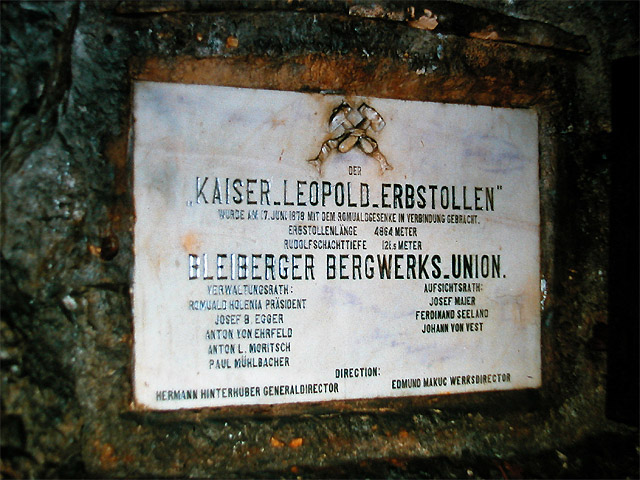 DER
„KAISER_LEOPOLD_ERBSTOLLEN"
WURDE AM 17. JUNI 1879 MIT DEM ROMUALDGESENKE IN VERBINDUNG GEBRACHT.
ERBSTOLLENLÄNGE 4864 METER
RUDOLFSCHACHTTIEFE 121.5 METER
BLEIBERGER BERGWERKS_UNION.
VERWALTUNGSRATH:
ROMUALD HOLENIA PRÄSIDENT
JOSEF B. EGGER
ANTON VON EHRFELD
ANTON L. MORITSCH
PAUL MÜHLBACHER
AUFSICHTSRATH:
JOSEF MAIER
FERDINAND SEELAND
JOHANN VON VEST
DIRECTION:
HERMANN HINTERHUBER GENERALDIRECTOR
EDMUND MAKUC WERKSDIRECTOR